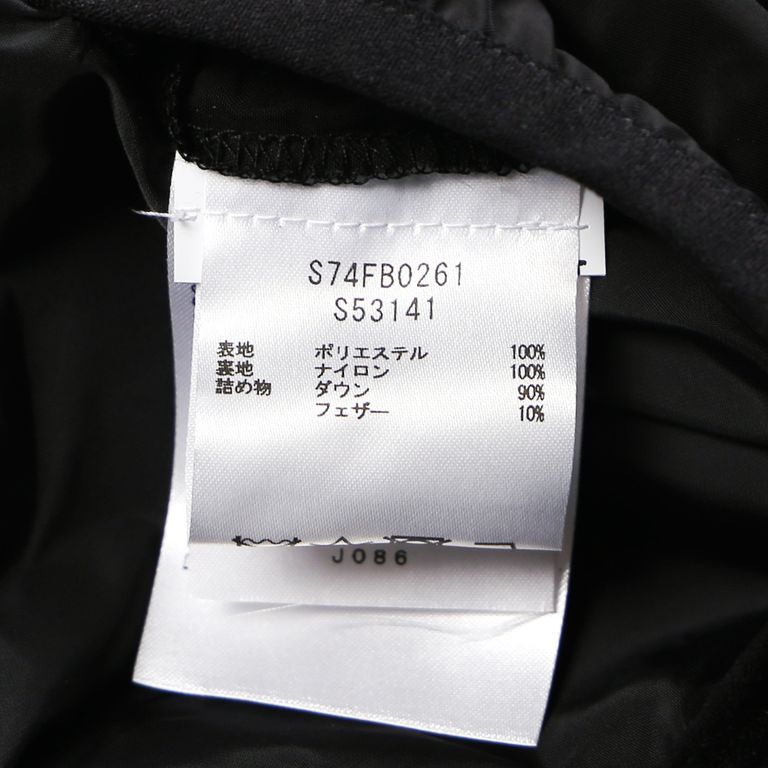 S74FB0261
S53141
表地 ポリエステル 100%
裏地 ナイロン 100%
詰め物 ダウン 90%
フェザー 10%
J086